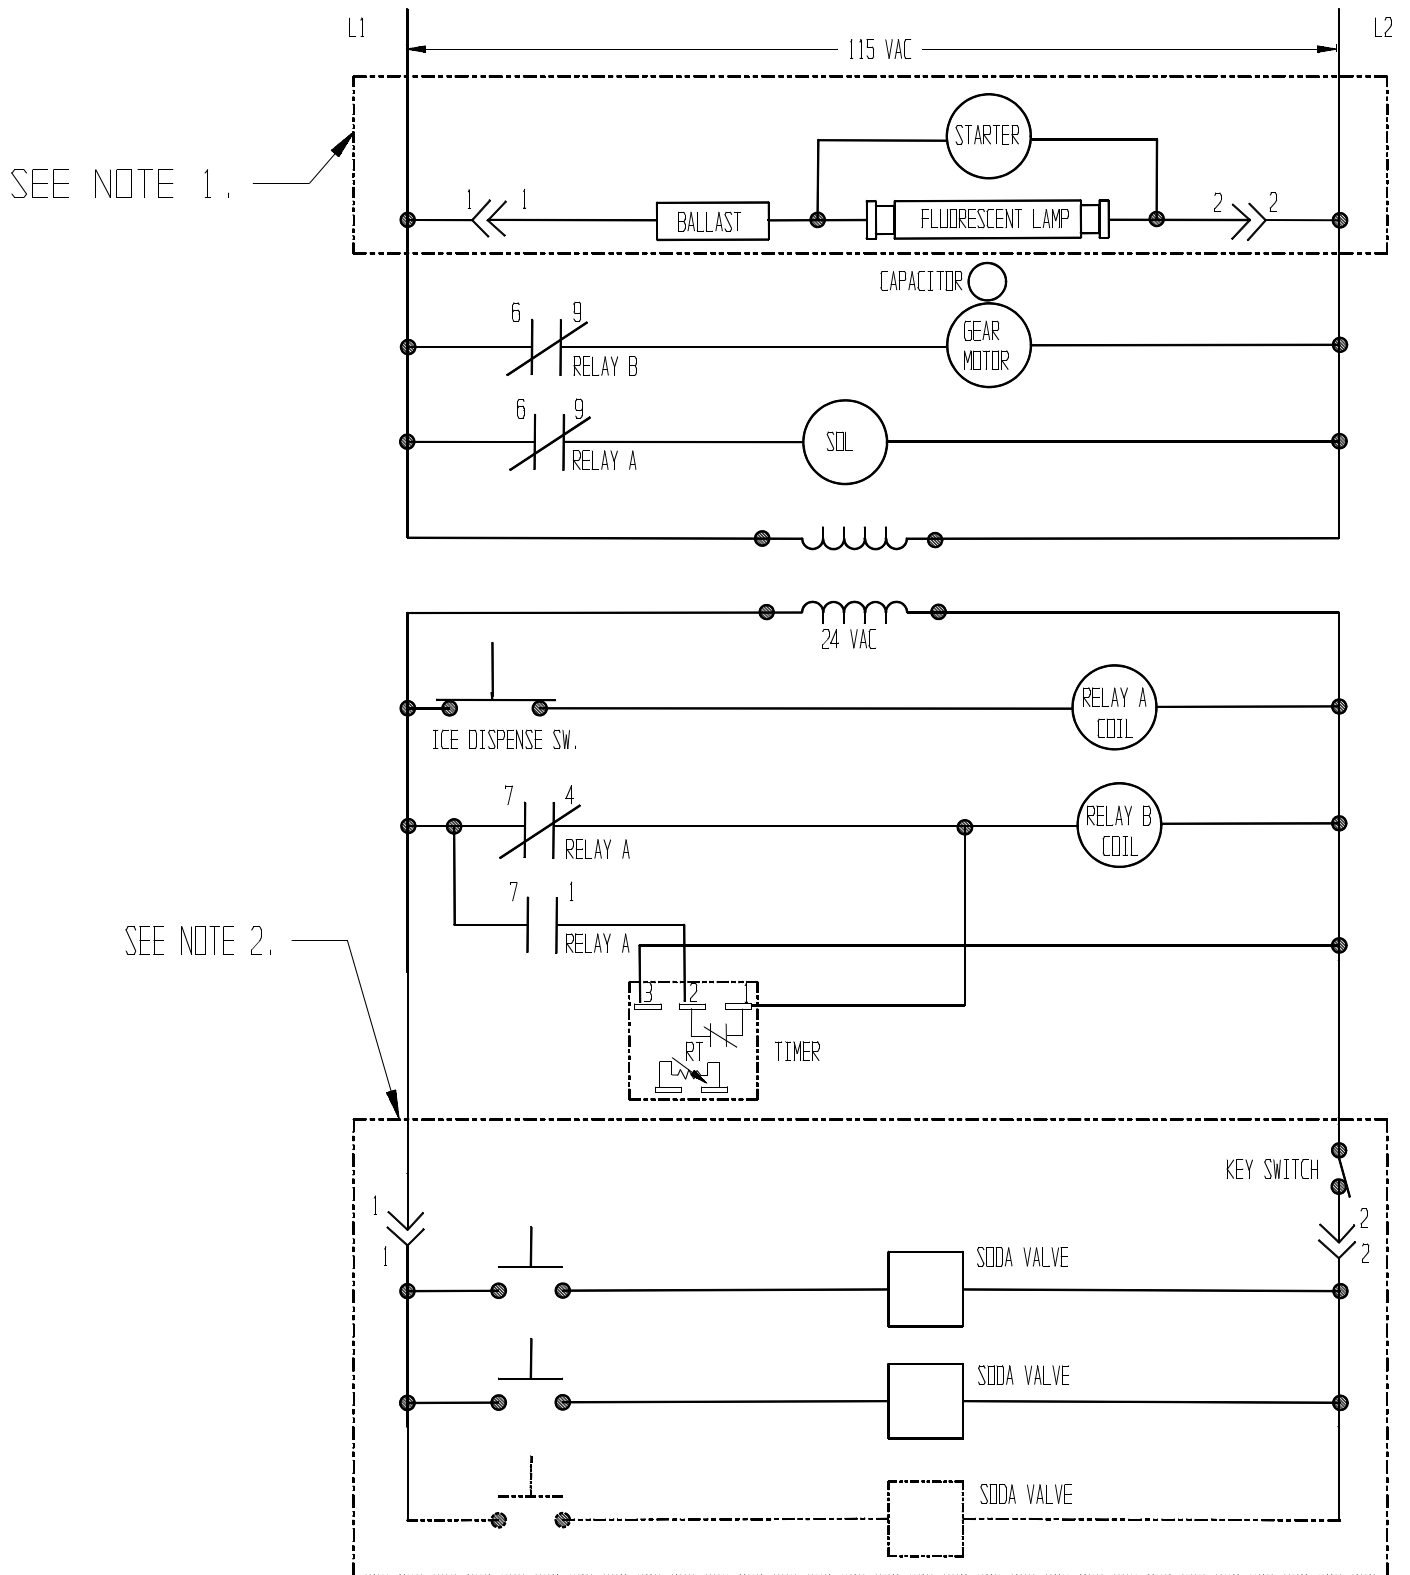 L1
L2
115 VAC
STARTER
SEE NOTE 1.
1
1
2
2
BALLAST
FLUORESCENT LAMP
CAPACITOR
6
9
GEAR
MOTOR
RELAY B
6
9
SOL
RELAY A
24 VAC
RELAY A
COIL
ICE DISPENSE SW.
7
4
RELAY B
COIL
RELAY A
7
1
SEE NOTE 2.
RELAY A
3
2
1
RT
TIMER
KEY SWITCH
1
1
2
2
SODA VALVE
SODA VALVE
SODA VALVE